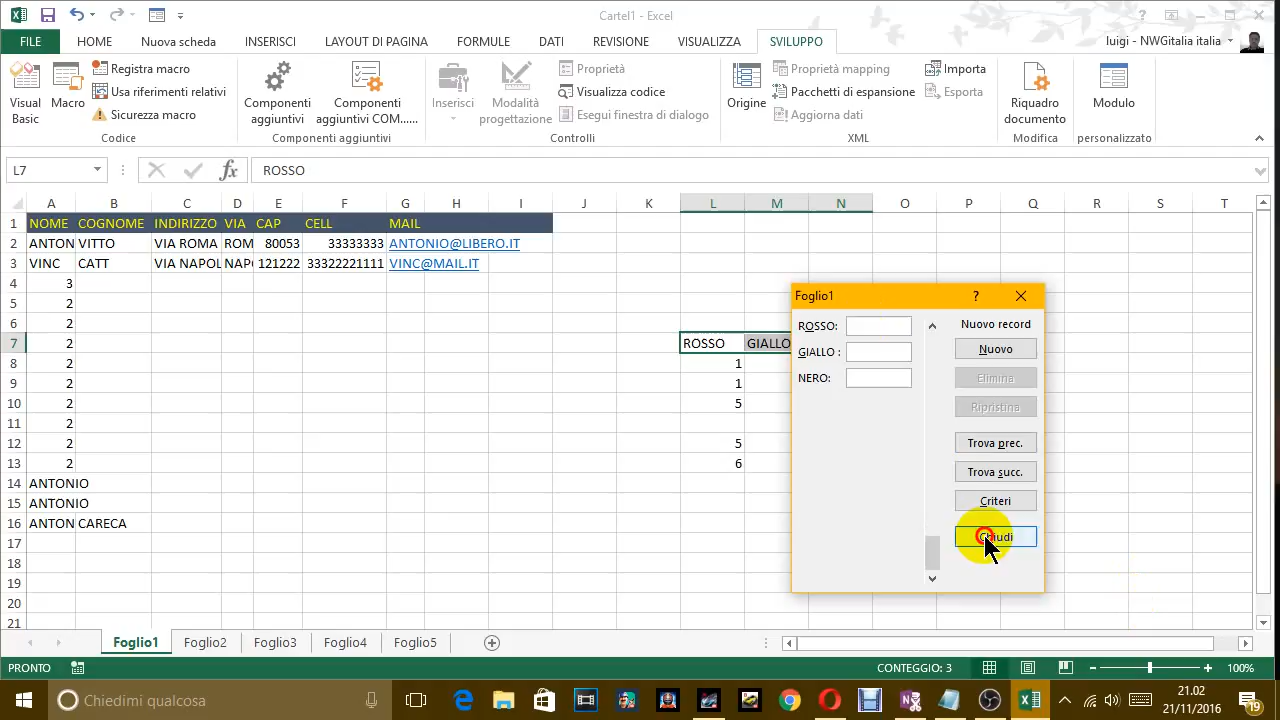 Cartel1 - Excel
FILE HOME Nuova scheda INSERISCI LAYOUT DI PAGINA FORMULE DATI REVISIONE VISUALIZZA SVILUPPO luigi - NWGitalia italia
Visual Basic
Macro
Registra macro
Usa riferimenti relativi
Sicurezza macro
Codice
Componenti aggiuntivi
Componenti aggiuntivi COM......
Componenti aggiuntivi
Inserisci
Modalità progettazione
Proprietà
Visualizza codice
Esegui finestra di dialogo
Controlli
Origine
Proprietà mapping
Pacchetti di espansione
Aggiorna dati
Importa
Esporta
XML
Riquadro documento
Modifica
Modulo
personalizzato
L7 fx ROSSO
A B C D E F G H I J K L M N O P Q R S T
1 NOME COGNOME INDIRIZZO VIA CAP CELL MAIL
2 ANTON VITTO VIA ROMA ROM 80053 33333333 ANTONIO@LIBERO.IT
3 VINC CATT VIA NAPOL NAP 121222 33322221111 VINC@MAIL.IT
4 3
5 2
6 2
7 2 ROSSO GIALLO
8 2 1
9 2 1
10 2 5
11 2
12 2 5
13 2 6
14 ANTONIO
15 ANTONIO
16 ANTON CARECA
17
18
19
20
21
Foglio1 ?
ROSSO:
GIALLO :
NERO:
Nuovo record
Nuovo
Elimina
Ripristina
Trova prec.
Trova succ.
Criteri
Chiudi
Foglio1 Foglio2 Foglio3 Foglio4 Foglio5
PRONTO CONTEGGIO: 3 100%
Chiedimi qualcosa
21.02
21/11/2016
19